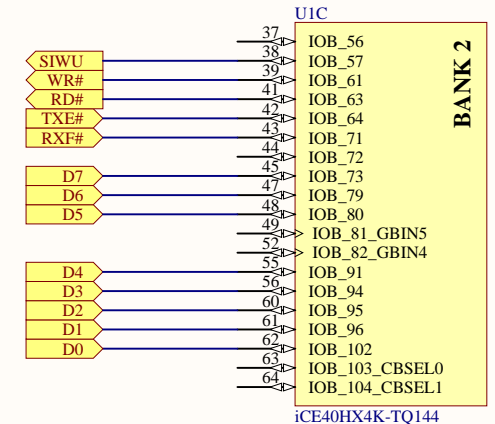 U1C
37 IOB_56
SIWU 38 IOB_57
WR# 39 IOB_61
RD# 41 IOB_63
TXE# 42 IOB_64
RXF# 43 IOB_71
44 IOB_72
D7 45 IOB_73
D6 47 IOB_79
D5 48 IOB_80
49 IOB_81_GBIN5
52 IOB_82_GBIN4
D4 55 IOB_91
D3 56 IOB_94
D2 60 IOB_95
D1 61 IOB_96
D0 62 IOB_102
63 IOB_103_CBSEL0
64 IOB_104_CBSEL1
BANK 2
iCE40HX4K-TQ144